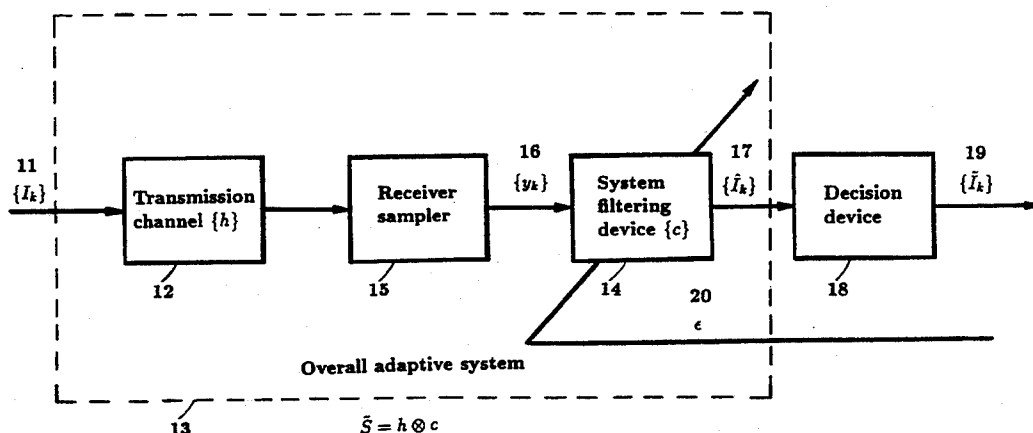 11
{I_k}
Transmission
channel {h}
12
Receiver
sampler
15
16
{y_k}
System
filtering
device {c}
14
17
{Î_k}
Decision
device
18
19
{Ĩ_k}
20
ϵ
Overall adaptive system
13
S̃ = h ⊗ c